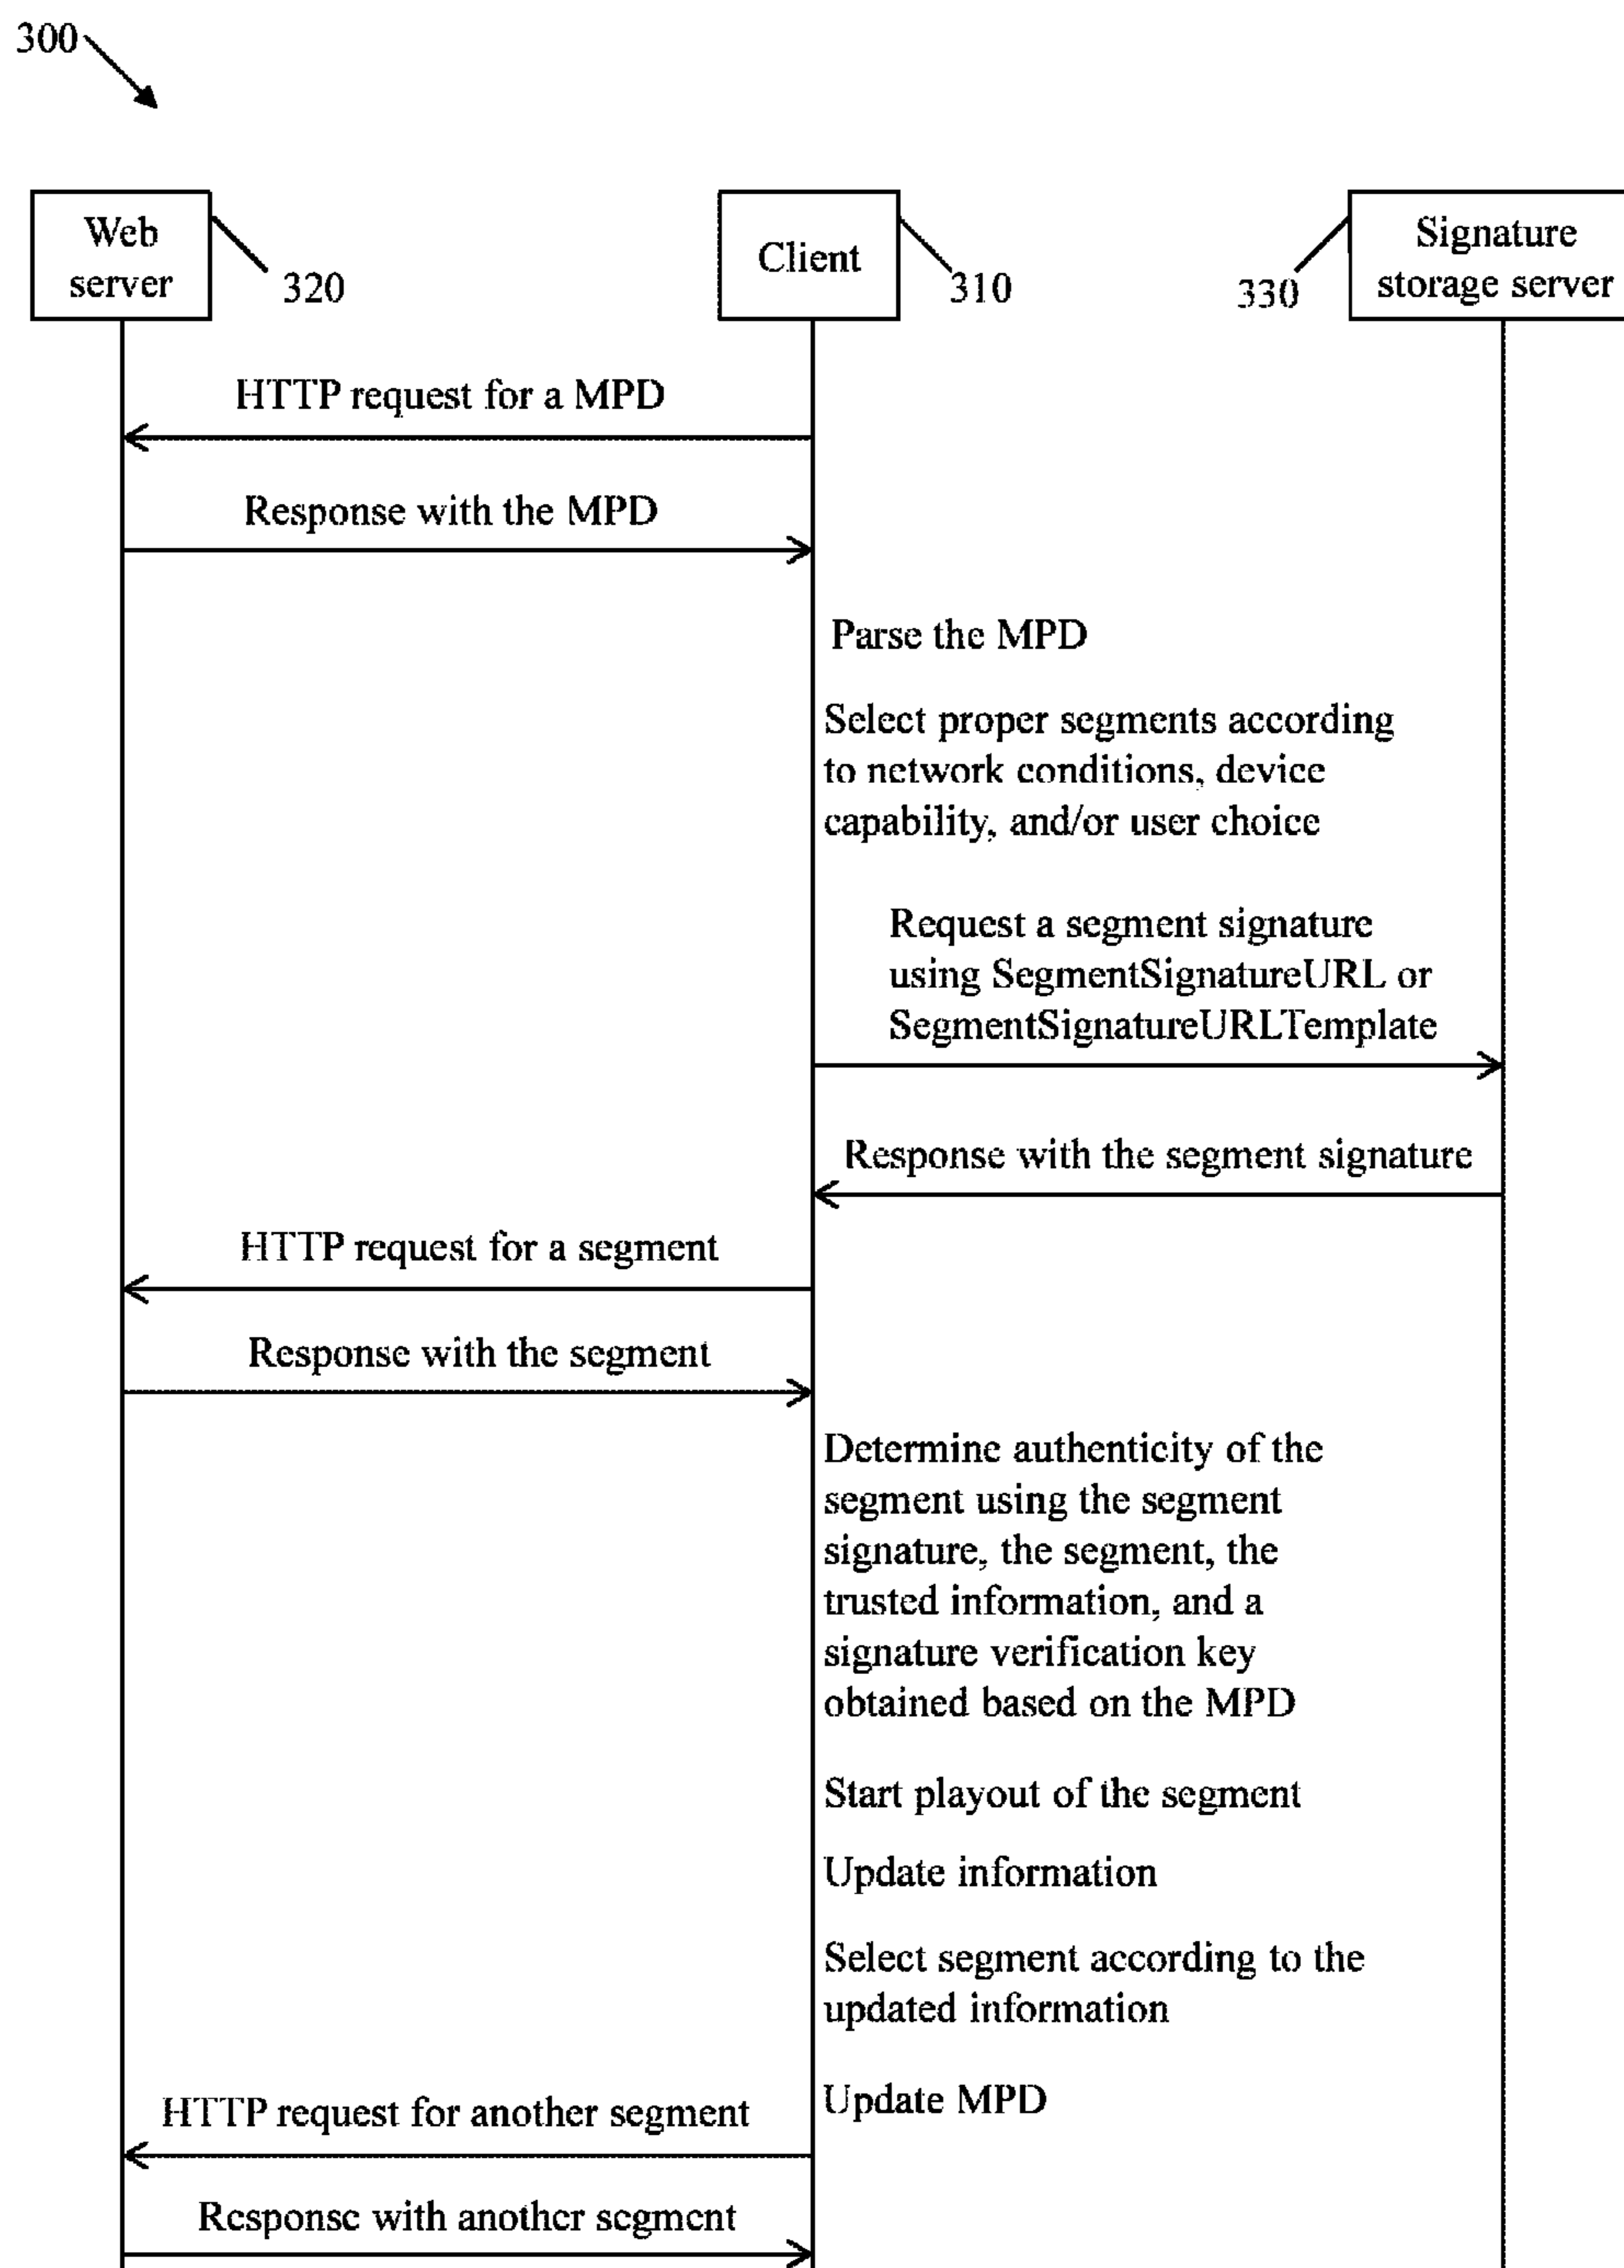 300
Web
server
320
Client
310
330
Signature
storage server
HTTP request for a MPD
Response with the MPD
Parse the MPD
Select proper segments according
to network conditions, device
capability, and/or user choice
Request a segment signature
using SegmentSignatureURL or
SegmentSignatureURLTemplate
Response with the segment signature
HTTP request for a segment
Response with the segment
Determine authenticity of the
segment using the segment
signature, the segment, the
trusted information, and a
signature verification key
obtained based on the MPD
Start playout of the segment
Update information
Select segment according to the
updated information
Update MPD
HTTP request for another segment
Response with another segment